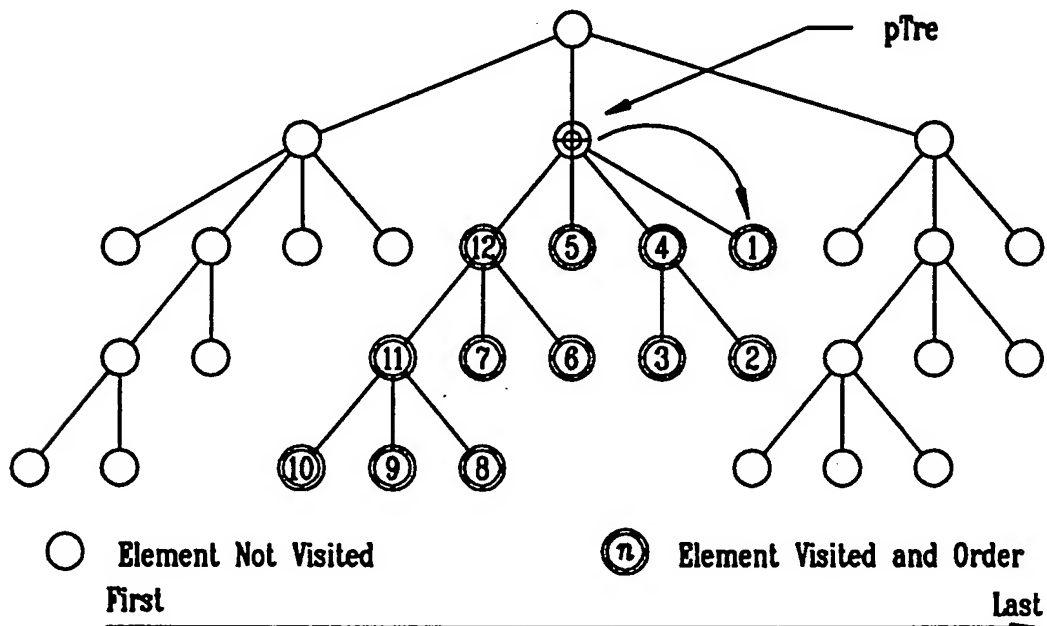 pTre
12 5 4 1
11 7 6 3 2
10 9 8
Element Not Visited
n Element Visited and Order
First Last